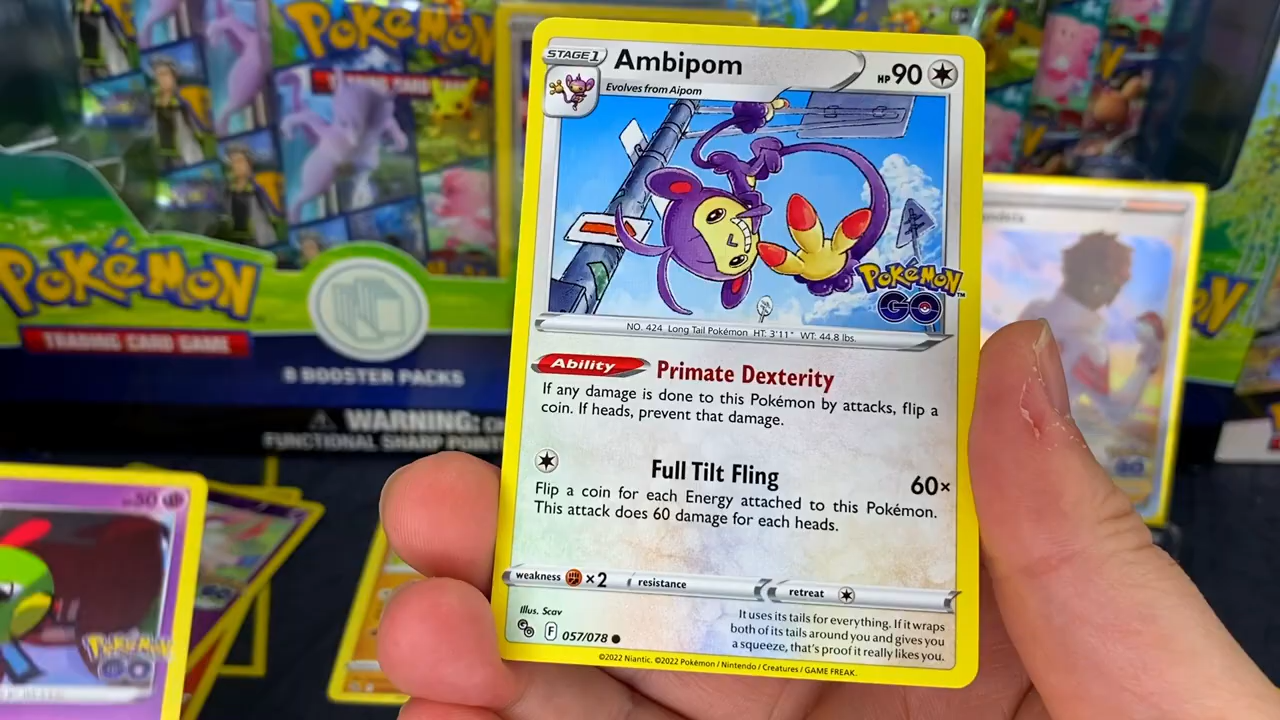 Pokémon
STAGE1
Ambipom
HP 90
Evolves from Aipom
Pokémon
GO
NO. 424 Long Tail Pokémon HT: 3'11" WT: 44.8 lbs.
Ability
Primate Dexterity
If any damage is done to this Pokémon by attacks, flip a
coin. If heads, prevent that damage.
Full Tilt Fling
60×
Flip a coin for each Energy attached to this Pokémon.
This attack does 60 damage for each heads.
weakness
×2
resistance
retreat
Illus. Scav
F
057/078
It uses its tails for everything. If it wraps
both of its tails around you and gives you
a squeeze, that's proof it really likes you.
©2022 Niantic. ©2022 Pokémon / Nintendo / Creatures / GAME FREAK.
Pokémon
TRADING CARD GAME
8 BOOSTER PACKS
WARNING:
FUNCTIONAL SHARP POINT
50
Pokémon
GO
GO